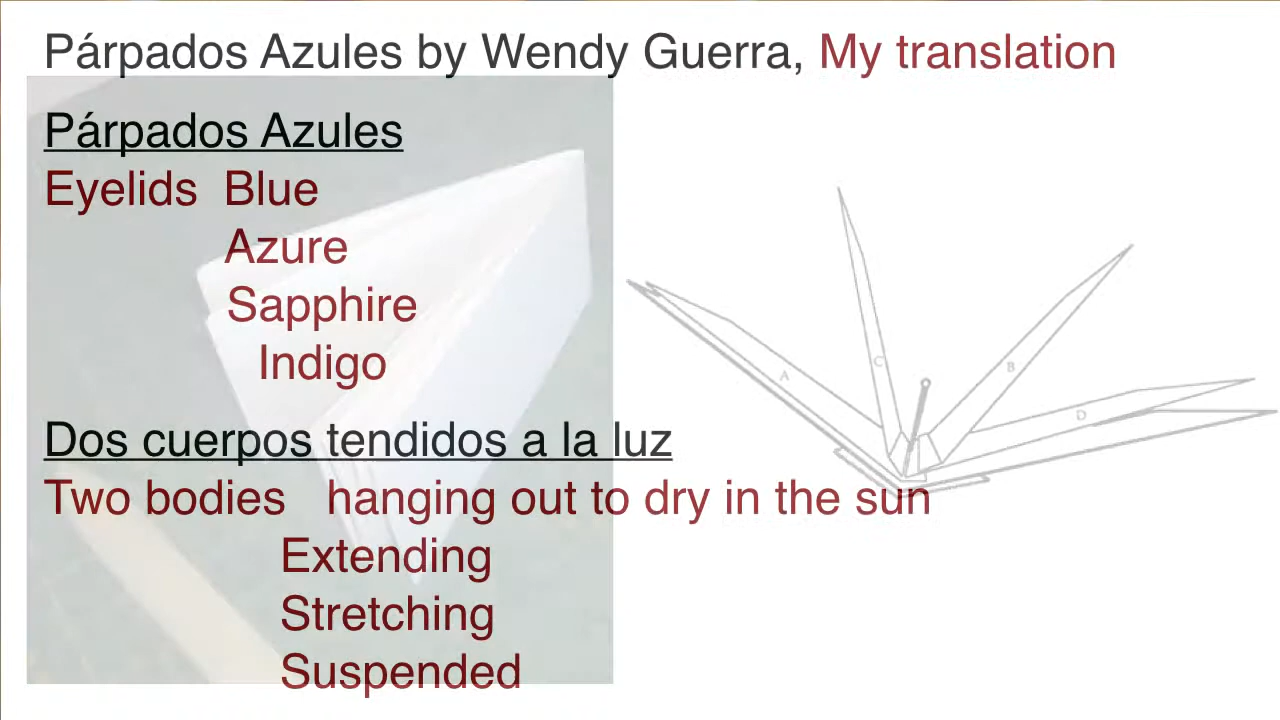 Párpados Azules by Wendy Guerra, My translation
Párpados Azules
Eyelids Blue
Azure
Sapphire
Indigo
Dos cuerpos tendidos a la luz
Two bodies hanging out to dry in the sun
Extending
Stretching
Suspended
A
C
B
D